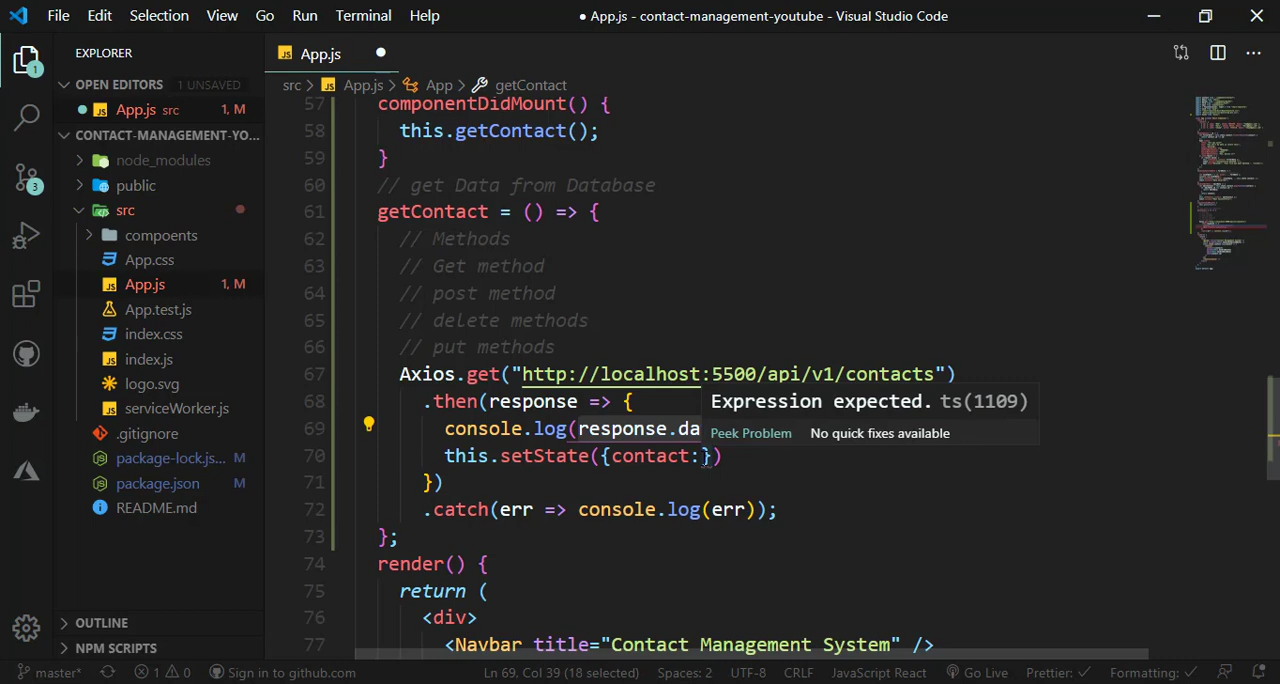 File Edit Selection View Go Run Terminal Help
● App.js - contact-management-youtube - Visual Studio Code
EXPLORER
OPEN EDITORS 1 UNSAVED
App.js src 1, M
CONTACT-MANAGEMENT-YO...
node_modules
public
src
compoents
App.css
App.js 1, M
App.test.js
index.css
index.js
logo.svg
serviceWorker.js
.gitignore
package-lock.js... M
package.json M
README.md
OUTLINE
NPM SCRIPTS
1
3
App.js ●
src > App.js > App > getContact
57 componentDidMount() {
58 this.getContact();
59 }
60 // get Data from Database
61 getContact = () => {
62 // Methods
63 // Get method
64 // post method
65 // delete methods
66 // put methods
67 Axios.get("http://localhost:5500/api/v1/contacts")
68 .then(response => {
69 console.log(response.da
70 this.setState({contact:})
71 })
72 .catch(err => console.log(err));
73 };
74 render() {
75 return (
76 <div>
77 <Navbar title="Contact Management System" />
Expression expected. ts(1109)
Peek Problem No quick fixes available
master* 1 0 Sign in to github.com Ln 69, Col 39 (18 selected) Spaces: 2 UTF-8 CRLF JavaScript React Go Live Prettier: ✓ Formatting: ✓